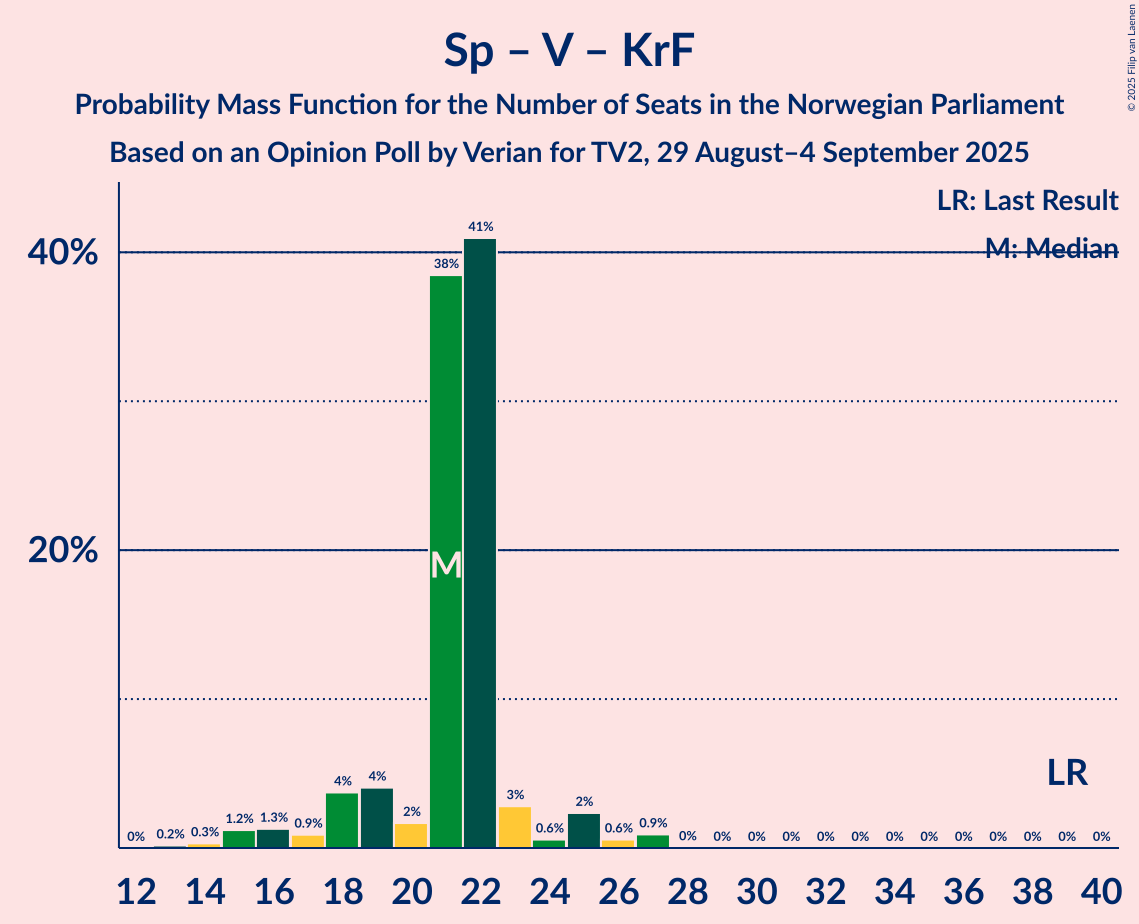 Sp – V – KrF
Probability Mass Function for the Number of Seats in the Norwegian Parliament
Based on an Opinion Poll by Verian for TV2, 29 August–4 September 2025
© 2025 Filip van Laenen
LR: Last Result
M: Median
40%
20%
0% 0.2% 0.3% 1.2% 1.3% 0.9% 4% 4% 2% 38% 41% 3% 0.6% 2% 0.6% 0.9% 0% 0% 0% 0% 0% 0% 0% 0% 0% 0% 0% 0% 0%
M
LR
12 14 16 18 20 22 24 26 28 30 32 34 36 38 40